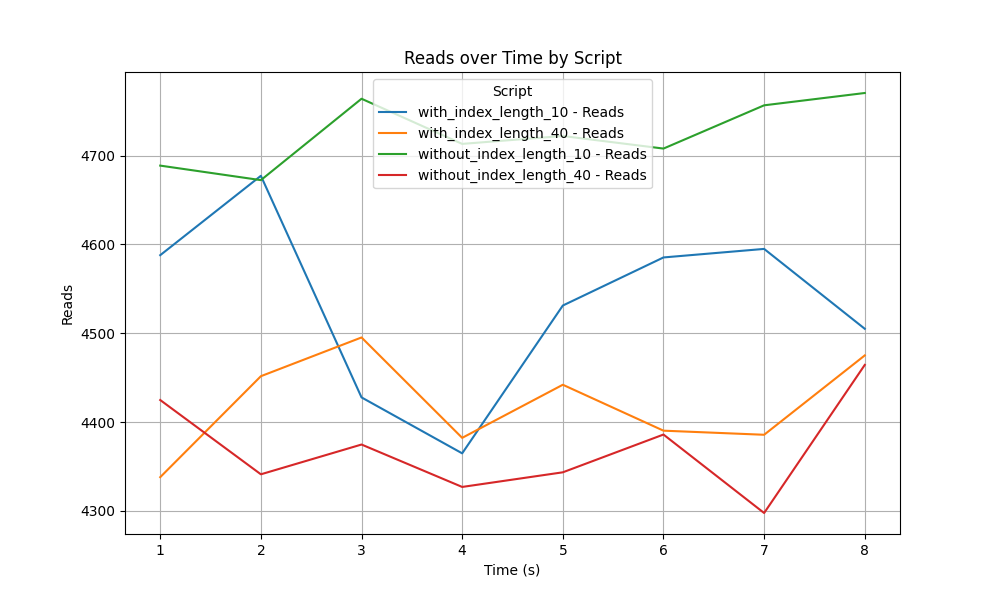 Reads over Time by Script
Script
with_index_length_10 - Reads
with_index_length_40 - Reads
without_index_length_10 - Reads
without_index_length_40 - Reads
Reads
4700
4600
4500
4400
4300
1 2 3 4 5 6 7 8
Time (s)